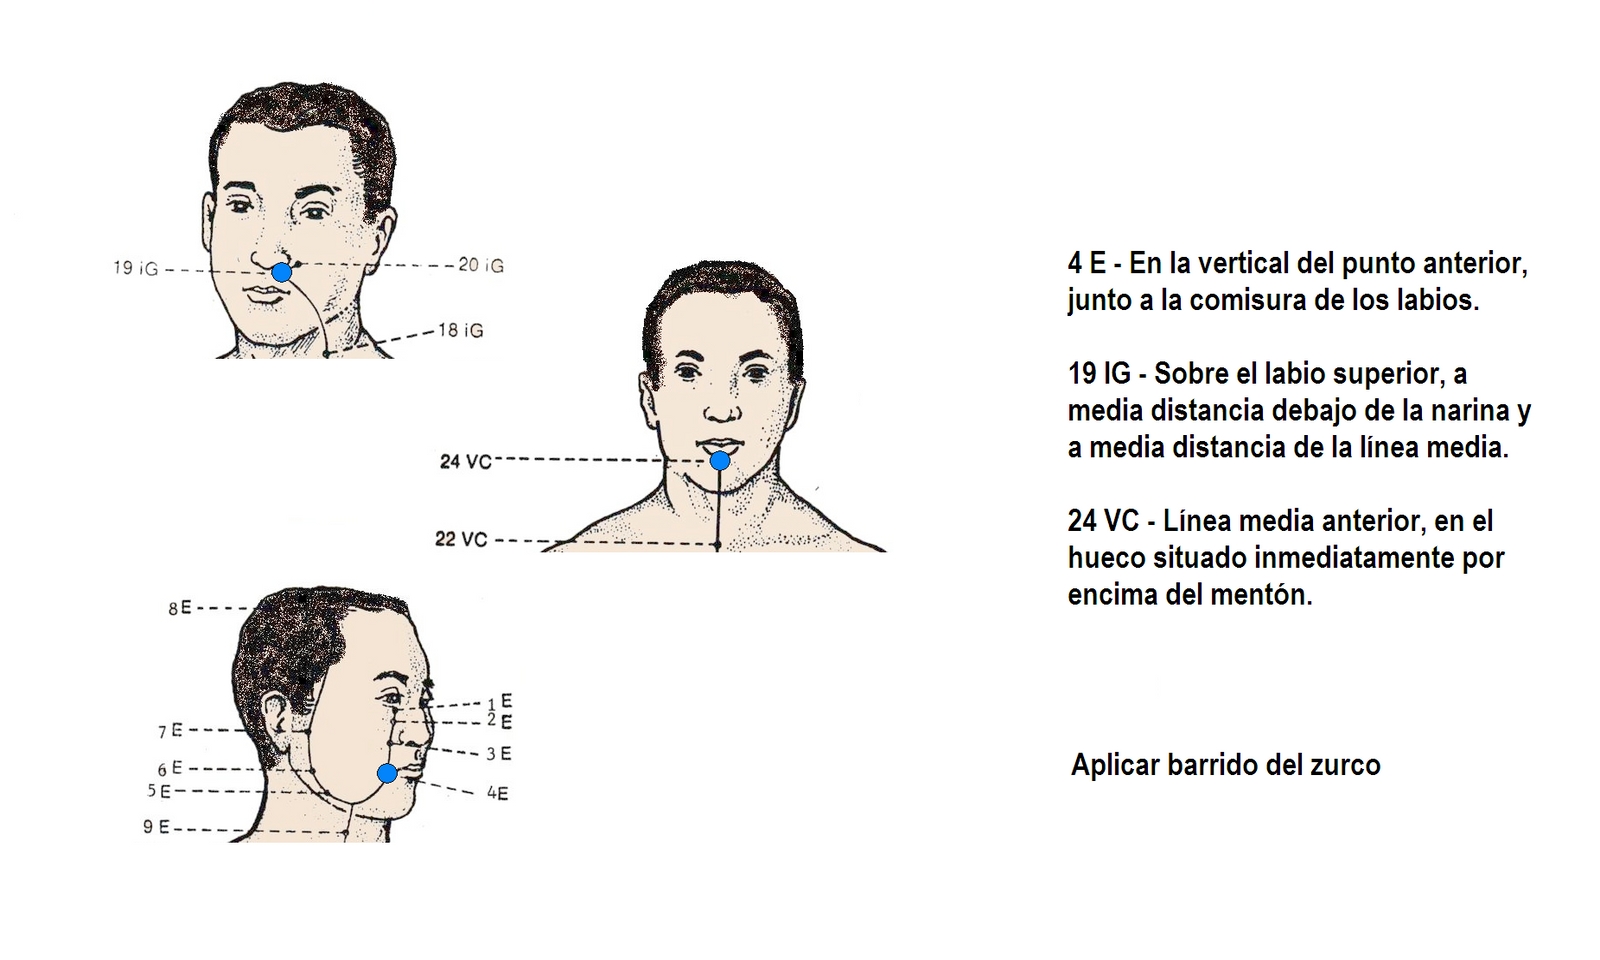 19 iG
20 iG
18 iG
24 VC
22 VC
8 E
1 E
2 E
3 E
4E
7 E
6 E
5 E
9 E
4 E - En la vertical del punto anterior,
junto a la comisura de los labios.
19 IG - Sobre el labio superior, a
media distancia debajo de la narina y
a media distancia de la línea media.
24 VC - Línea media anterior, en el
hueco situado inmediatamente por
encima del mentón.
Aplicar barrido del zurco